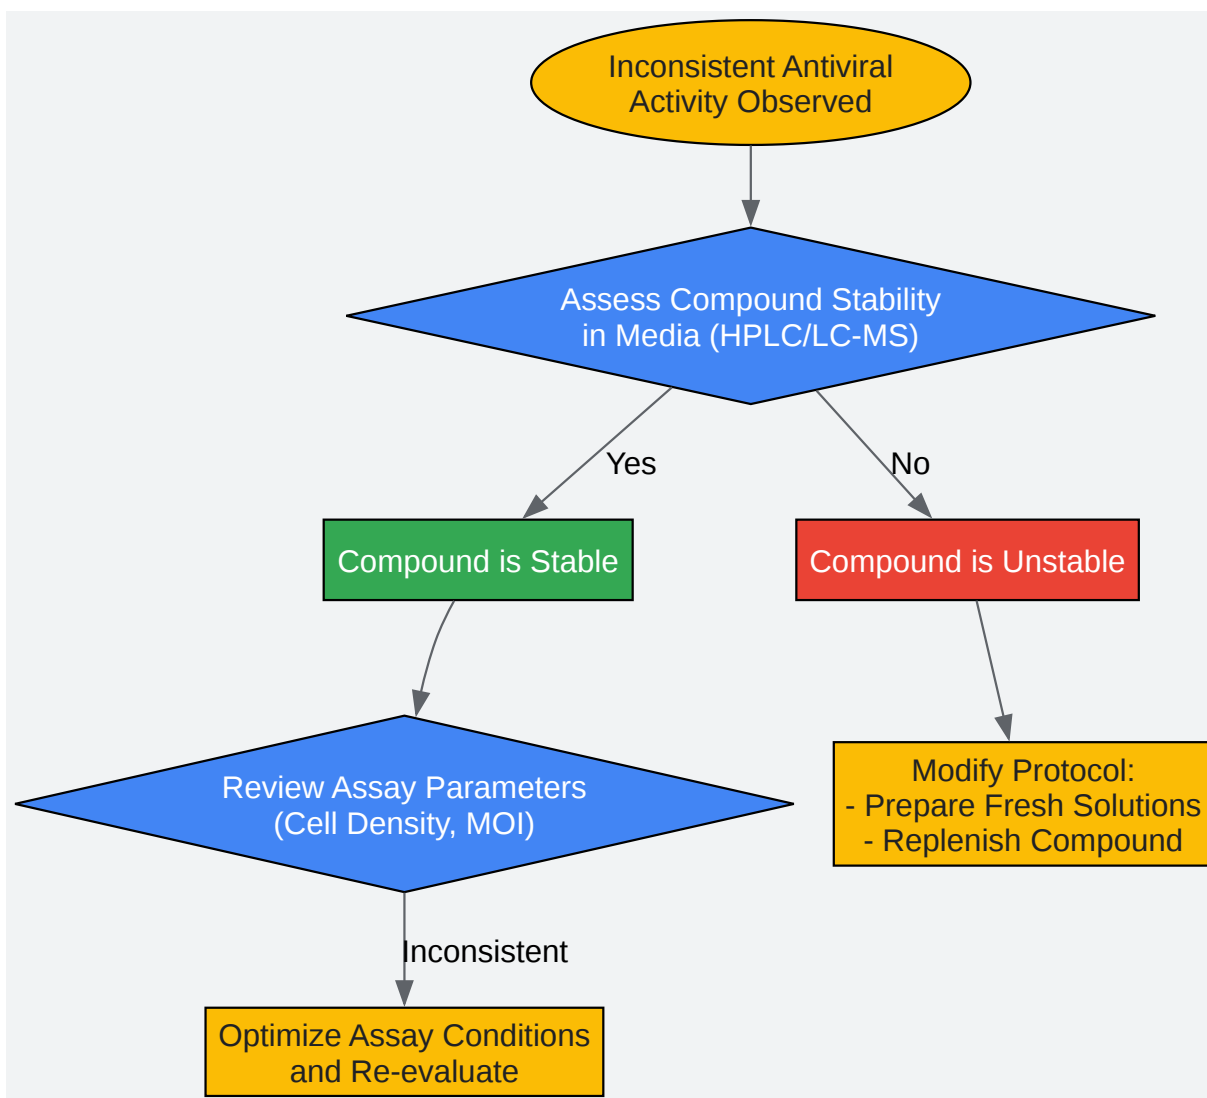 Inconsistent Antiviral
Activity Observed
Assess Compound Stability
in Media (HPLC/LC-MS)
Yes
No
Compound is Stable
Compound is Unstable
Review Assay Parameters
(Cell Density, MOI)
Modify Protocol:
- Prepare Fresh Solutions
- Replenish Compound
Inconsistent
Optimize Assay Conditions
and Re-evaluate